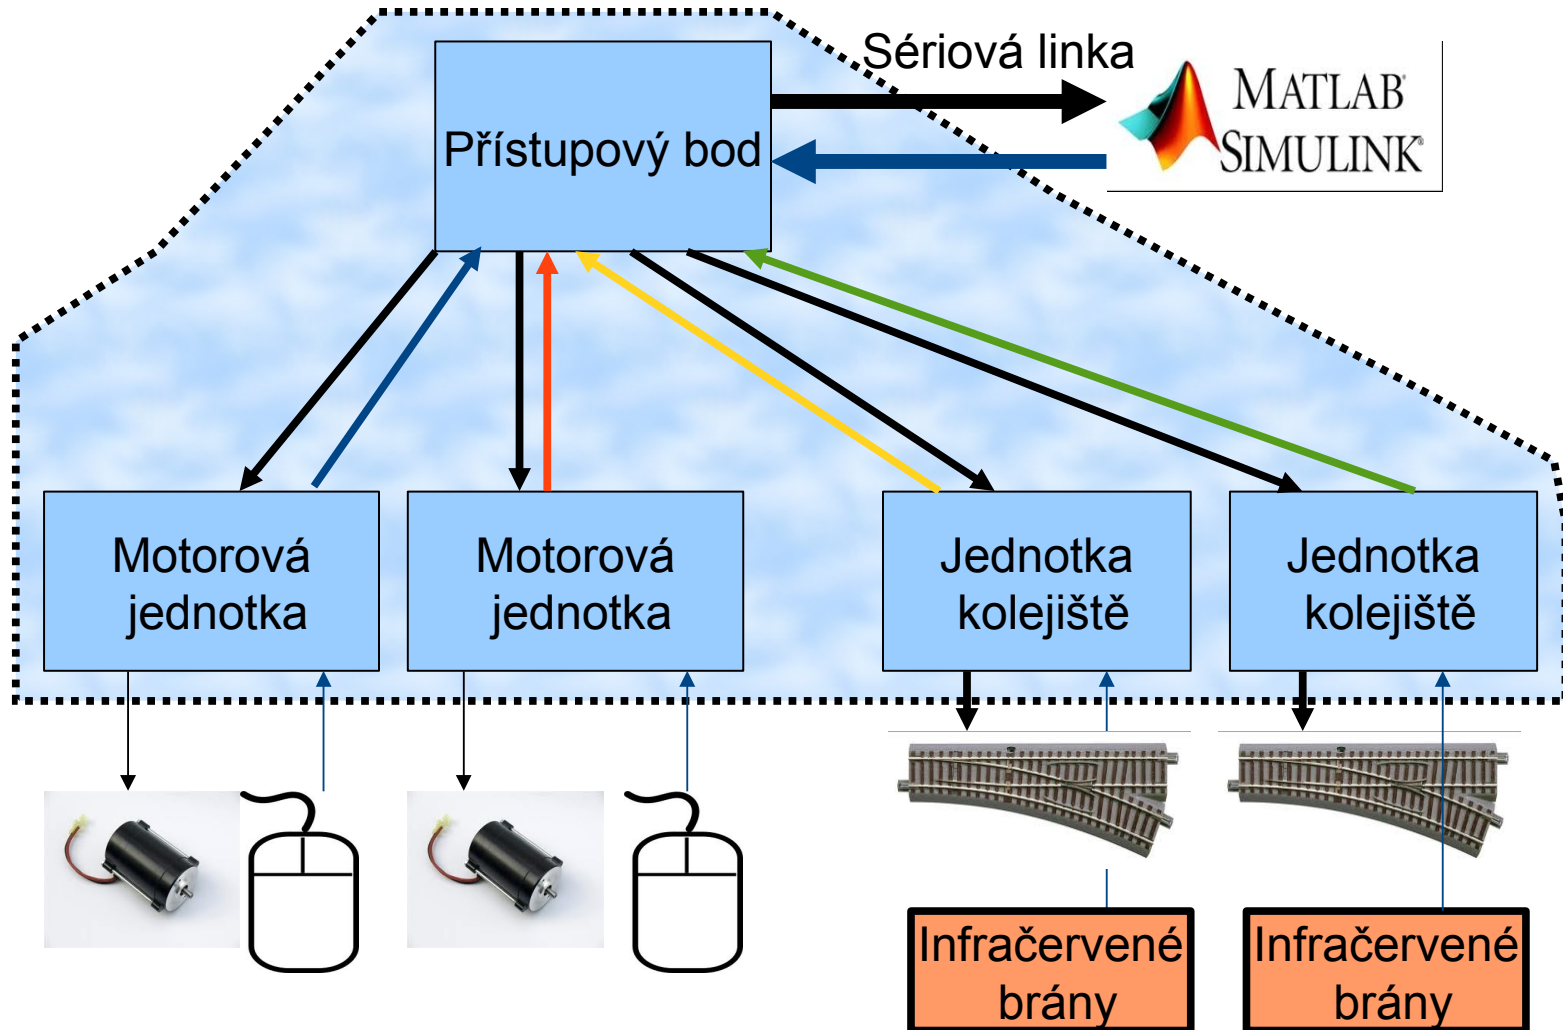 Sériová linka
MATLAB®
SIMULINK®
Přístupový bod
Motorová
jednotka
Motorová
jednotka
Jednotka
kolejiště
Jednotka
kolejiště
Infračervené
brány
Infračervené
brány